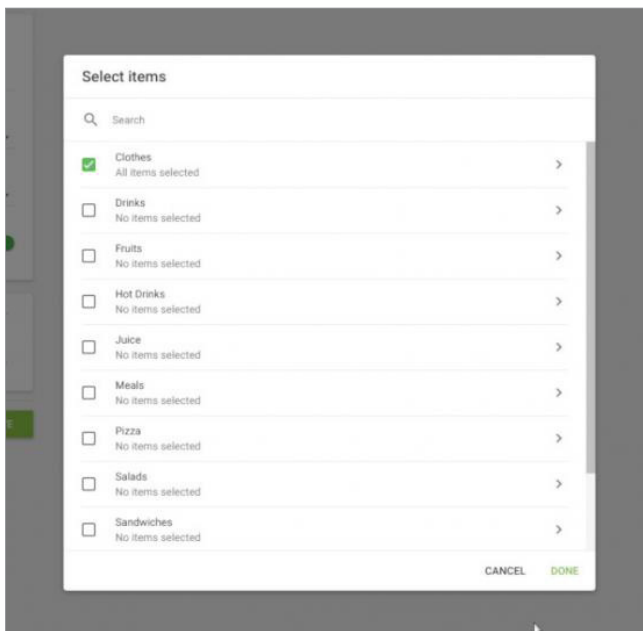 Select items
Search
Clothes
All items selected
Drinks
No items selected
Fruits
No items selected
Hot Drinks
No items selected
Juice
No items selected
Meals
No items selected
Pizza
No items selected
Salads
No items selected
Sandwiches
No items selected
CANCEL DONE